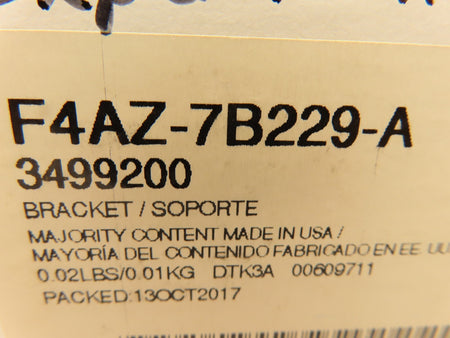 F4AZ-7B229-A
3499200
BRACKET / SOPORTE
MAJORITY CONTENT MADE IN USA /
MAYORÍA DEL CONTENIDO FABRICADO EN EE. UU
0.02LBS/0.01KG DTK3A 00609711
PACKED:13OCT2017